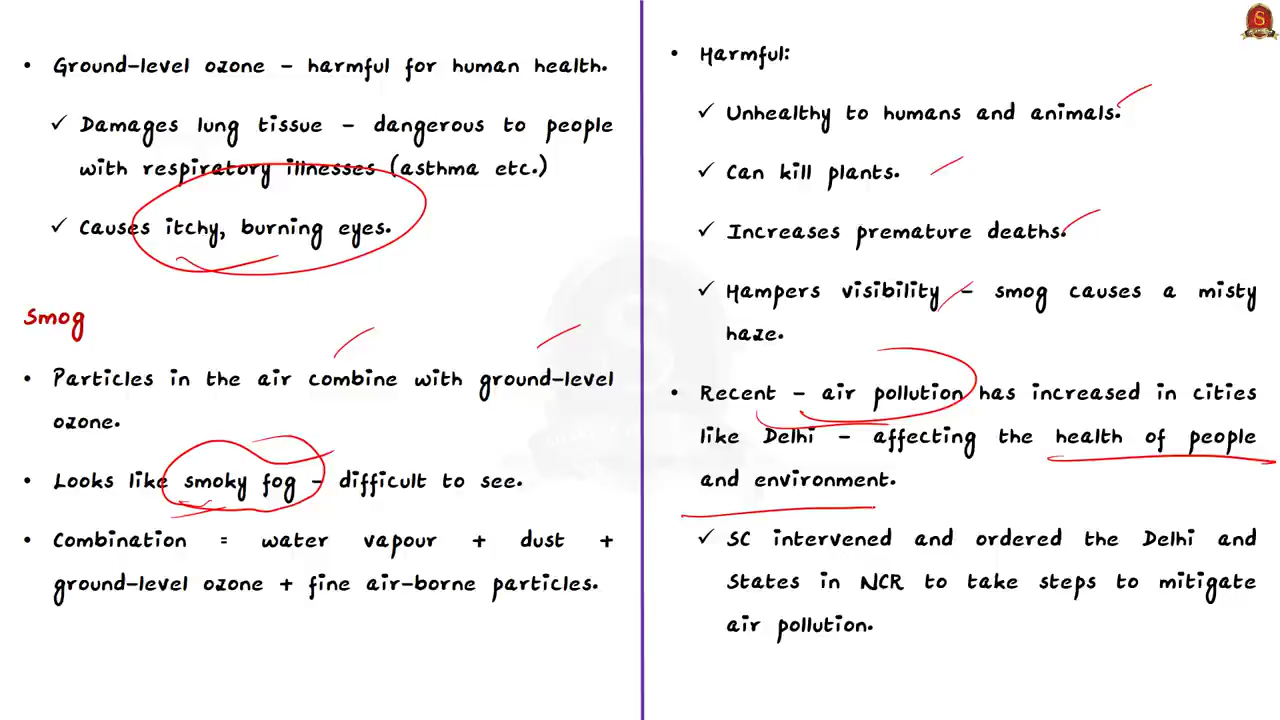 • Ground-level ozone – harmful for human health.
✓ Damages lung tissue – dangerous to people
with respiratory illnesses (asthma etc.)
✓ Causes itchy, burning eyes.
Smog
• Particles in the air combine with ground-level
ozone.
• Looks like smoky fog – difficult to see.
• Combination = water vapour + dust +
ground-level ozone + fine air-borne particles.
• Harmful:
✓ Unhealthy to humans and animals.
✓ Can kill plants.
✓ Increases premature deaths.
✓ Hampers visibility – smog causes a misty
haze.
• Recent – air pollution has increased in cities
like Delhi – affecting the health of people
and environment.
✓ SC intervened and ordered the Delhi and
States in NCR to take steps to mitigate
air pollution.